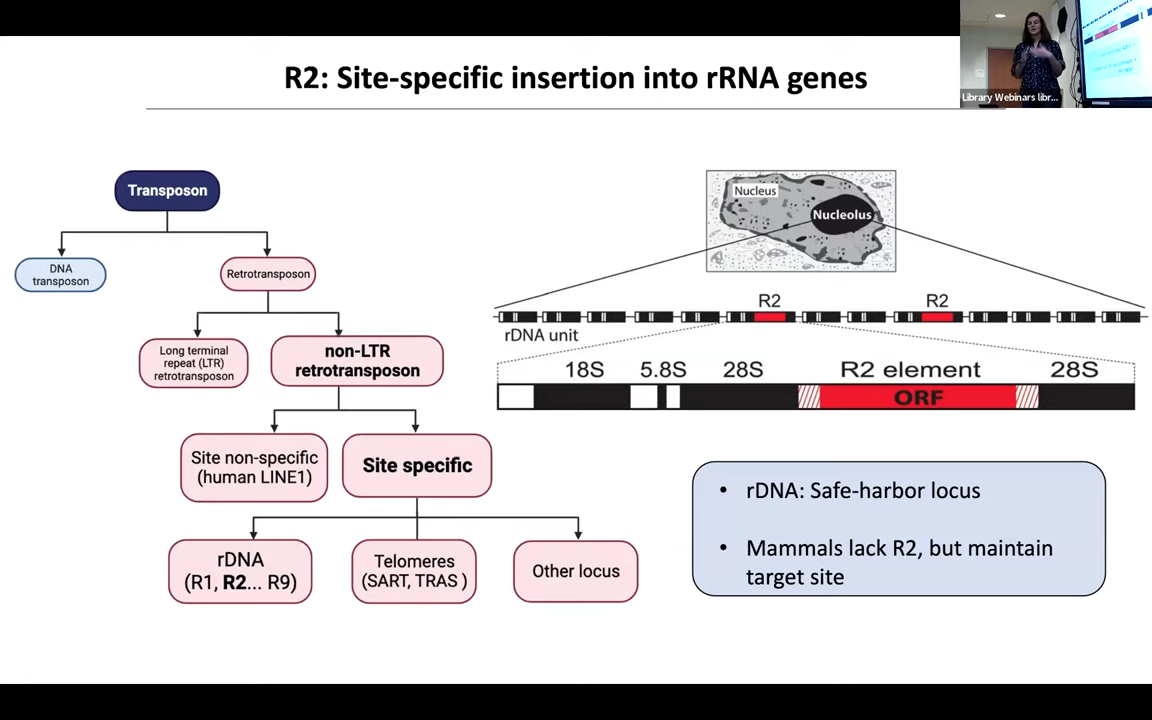 R2: Site-specific insertion into rRNA genes
Library Webinars libr...
Transposon
DNA
transposon
Retrotransposon
Long terminal
repeat (LTR)
retrotransposon
non-LTR
retrotransposon
Site non-specific
(human LINE1)
Site specific
rDNA
(R1, R2... R9)
Telomeres
(SART, TRAS )
Other locus
Nucleus
Nucleolus
R2
R2
rDNA unit
18S
5.8S
28S
R2 element
28S
ORF
• rDNA: Safe-harbor locus
• Mammals lack R2, but maintain
target site